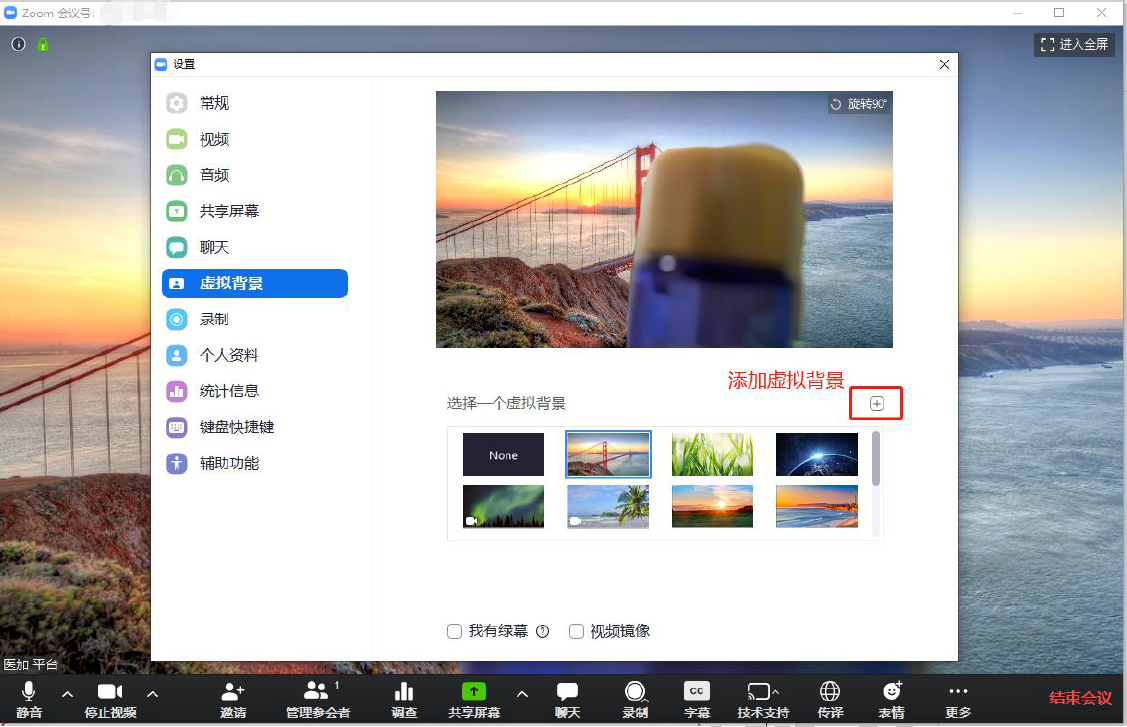 Zoom 会议号:
进入全屏
设置
常规
视频
音频
共享屏幕
聊天
虚拟背景
录制
个人资料
统计信息
键盘快捷键
辅助功能
旋转90°
添加虚拟背景
选择一个虚拟背景
None
我有绿幕
视频镜像
医加 平台
静音
停止视频
邀请
管理参会者
1
调查
共享屏幕
聊天
录制
CC
字幕
技术支持
传译
表情
更多
结束会议